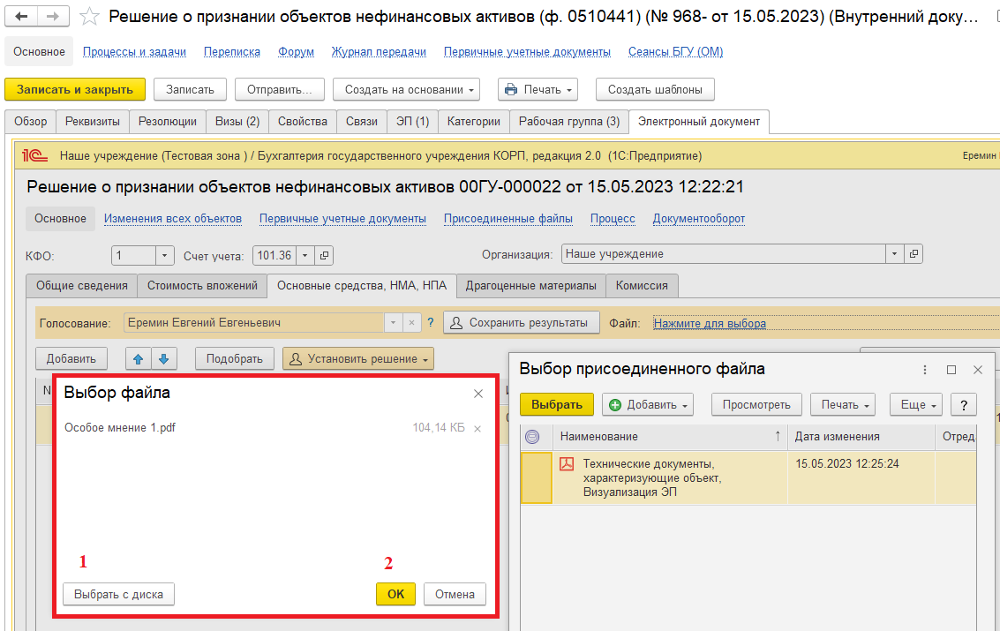 Решение о признании объектов нефинансовых активов (ф. 0510441) (№ 968- от 15.05.2023) (Внутренний доку...
Основное Процессы и задачи Переписка Форум Журнал передачи Первичные учетные документы Сеансы БГУ (ОМ)
Записать и закрыть Записать Отправить... Создать на основании Печать Создать шаблоны
Обзор Реквизиты Резолюции Визы (2) Свойства Связи ЭП (1) Категории Рабочая группа (3) Электронный документ
1С Наше учреждение (Тестовая зона ) / Бухгалтерия государственного учреждения КОРП, редакция 2.0 (1С:Предприятие) Еремин
Решение о признании объектов нефинансовых активов 00ГУ-000022 от 15.05.2023 12:22:21
Основное Изменения всех объектов Первичные учетные документы Присоединенные файлы Процесс Документооборот
КФО: 1 Счет учета: 101.36 Организация: Наше учреждение
Общие сведения Стоимость вложений Основные средства, НМА, НПА Драгоценные материалы Комиссия
Голосование: Еремин Евгений Евгеньевич ? Сохранить результаты Файл: Нажмите для выбора
Добавить Подобрать Установить решение
Выбор файла
Особое мнение 1.pdf 104,14 КБ
1 2
Выбрать с диска OK Отмена
Выбор присоединенного файла
Выбрать Добавить Просмотреть Печать Еще ?
Наименование Дата изменения Отред
Технические документы, 15.05.2023 12:25:24
характеризующие объект,
Визуализация ЭП